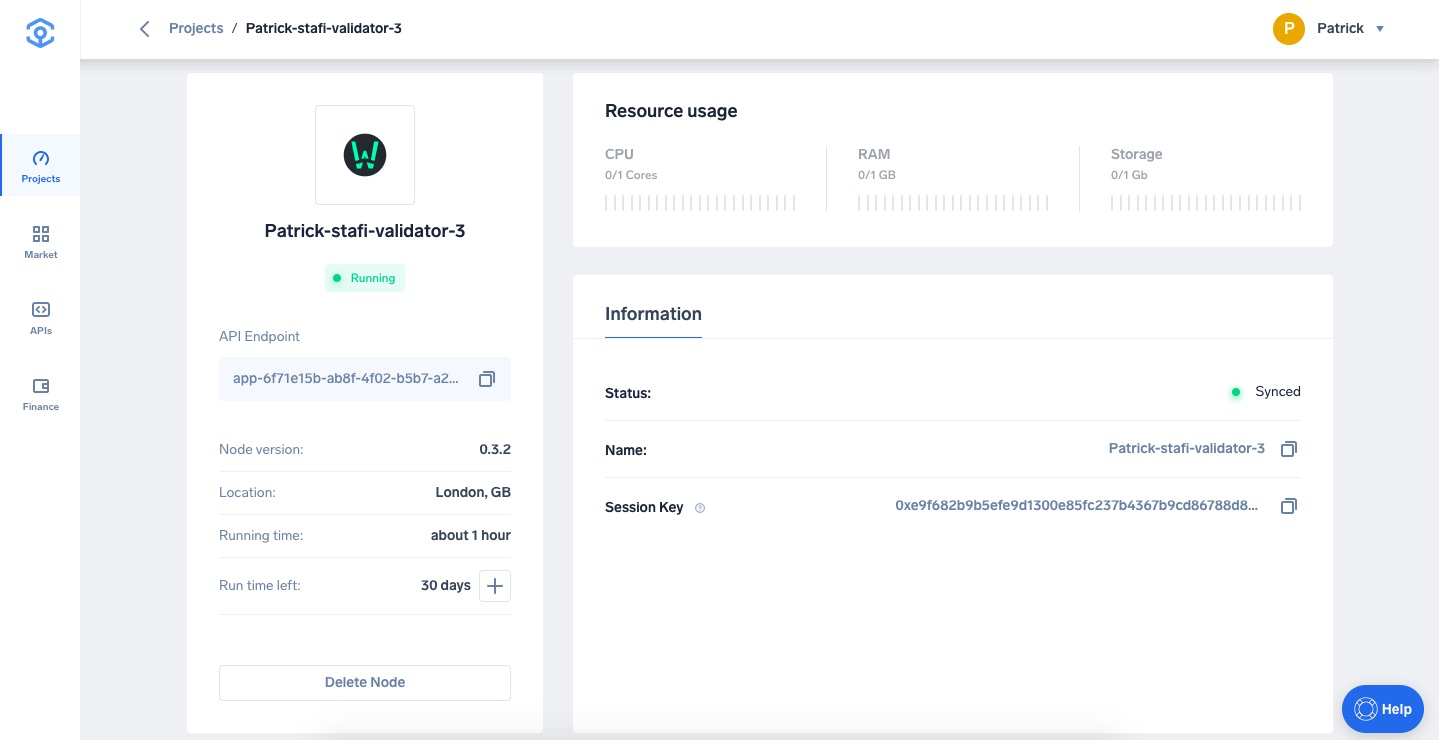 Projects / Patrick-stafi-validator-3
P Patrick
Projects
Market
APIs
Finance
Patrick-stafi-validator-3
Running
API Endpoint
app-6f71e15b-ab8f-4f02-b5b7-a2...
Node version: 0.3.2
Location: London, GB
Running time: about 1 hour
Run time left: 30 days
Delete Node
Resource usage
CPU
0/1 Cores
RAM
0/1 GB
Storage
0/1 Gb
Information
Status: Synced
Name: Patrick-stafi-validator-3
Session Key ? 0xe9f682b9b5efe9d1300e85fc237b4367b9cd86788d8...
Help